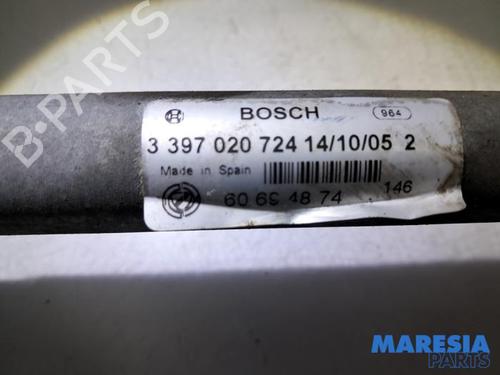 BOSCH 964
3 397 020 724 14/10/05 2
Made in Spain
60 69 48 74 146
B-PARTS
MARESIA
PARTS